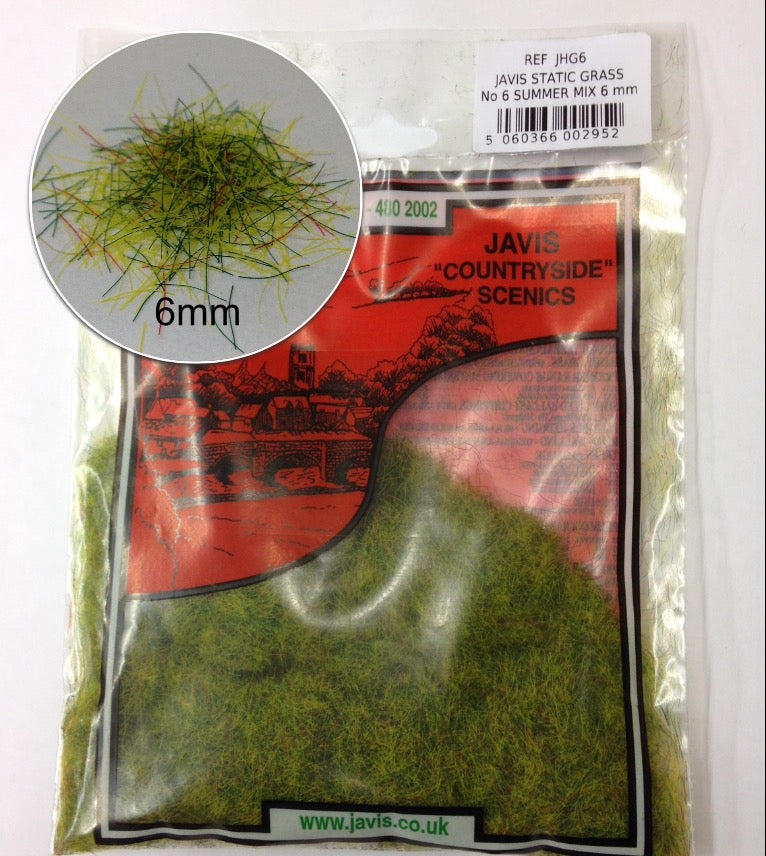 REF JHG6
JAVIS STATIC GRASS
No 6 SUMMER MIX 6 mm
5 060366 002952
- 480 2002
JAVIS
"COUNTRYSIDE"
SCENICS
6mm
www.javis.co.uk